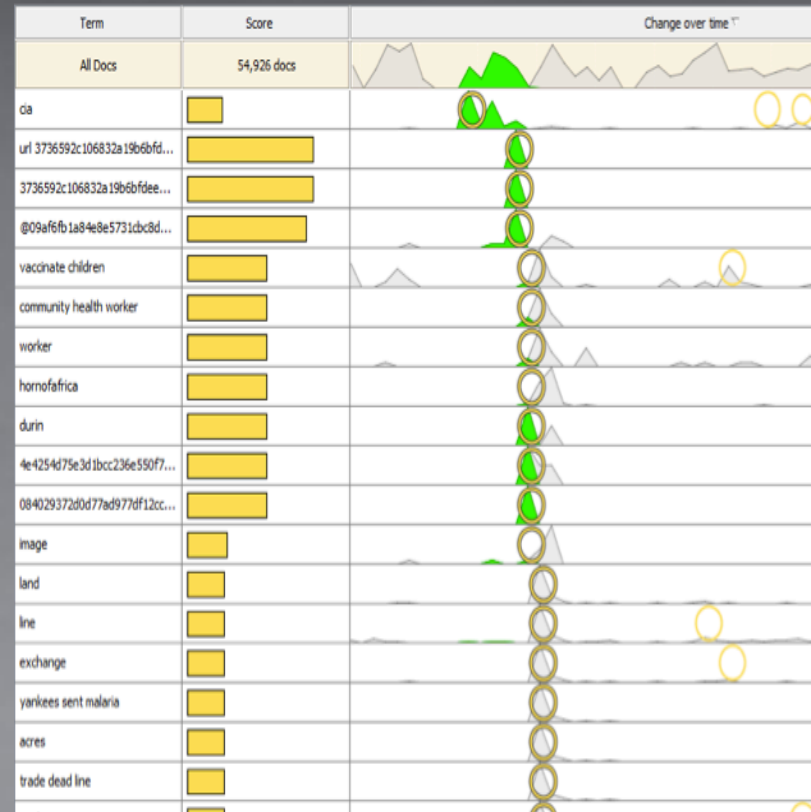 Term Score Change over time
All Docs 54,926 docs
cia
url 3736592c106832a19b6bfd...
3736592c106832a19b6bfdee...
@09af6fb1a84e8e5731cbc8d...
vaccinate children
community health worker
worker
hornofafrica
durin
4e4254d75e3d1bcc236e550f7...
084029372d0d77ad977df12cc...
image
land
line
exchange
yankees sent malaria
acres
trade dead line